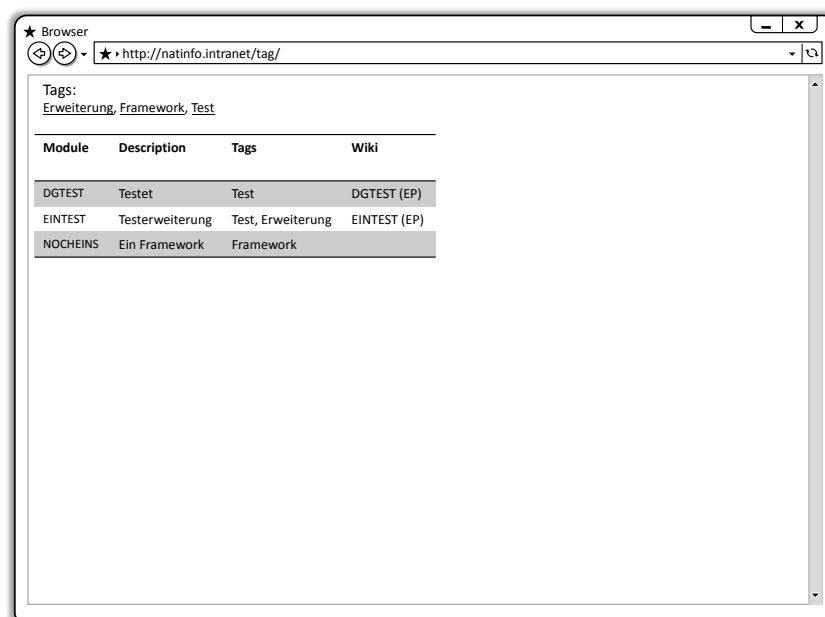 Browser
http://natinfo.intranet/tag/
Tags:
Erweiterung, Framework, Test
Module Description Tags Wiki
DGTEST Testet Test DGTEST (EP)
EINTEST Testerweiterung Test, Erweiterung EINTEST (EP)
NOCHEINS Ein Framework Framework